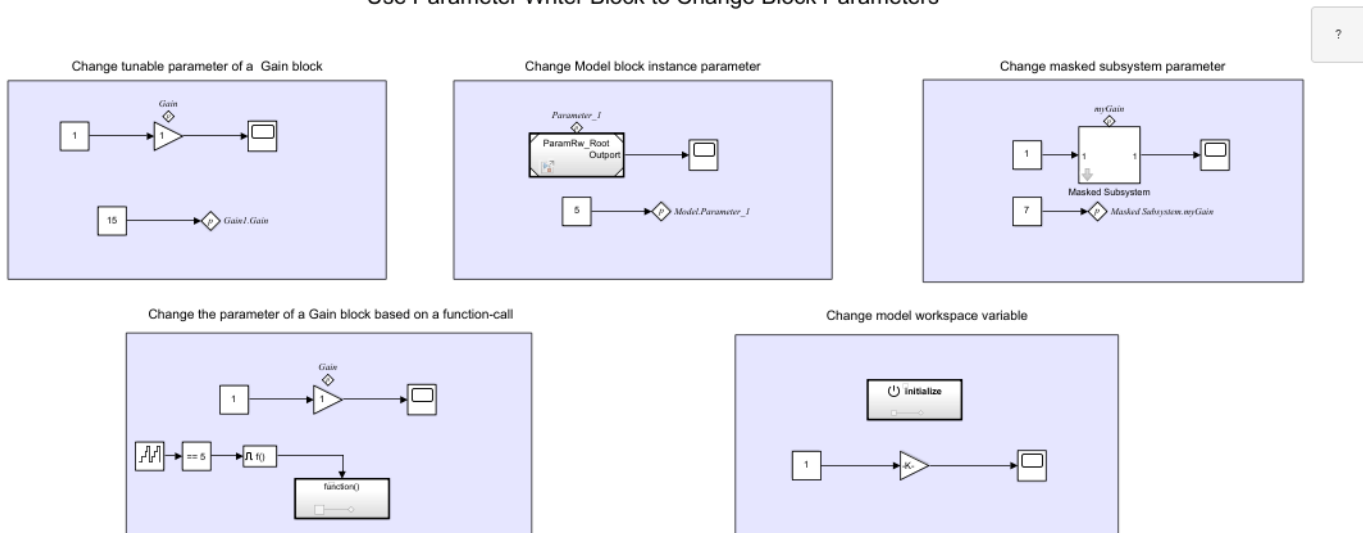 Use Parameter Writer Block to Change Block Parameters
?
Change tunable parameter of a Gain block
Gain
1
1
15
p
Gain1.Gain
Change Model block instance parameter
Parameter_1
ParamRw_Root
Outport
5
p
Model.Parameter_1
Change masked subsystem parameter
myGain
1
1
1
Masked Subsystem
7
p
Masked Subsystem.myGain
Change the parameter of a Gain block based on a function-call
Gain
1
1
== 5
f()
function()
Change model workspace variable
initialize
1
-K-